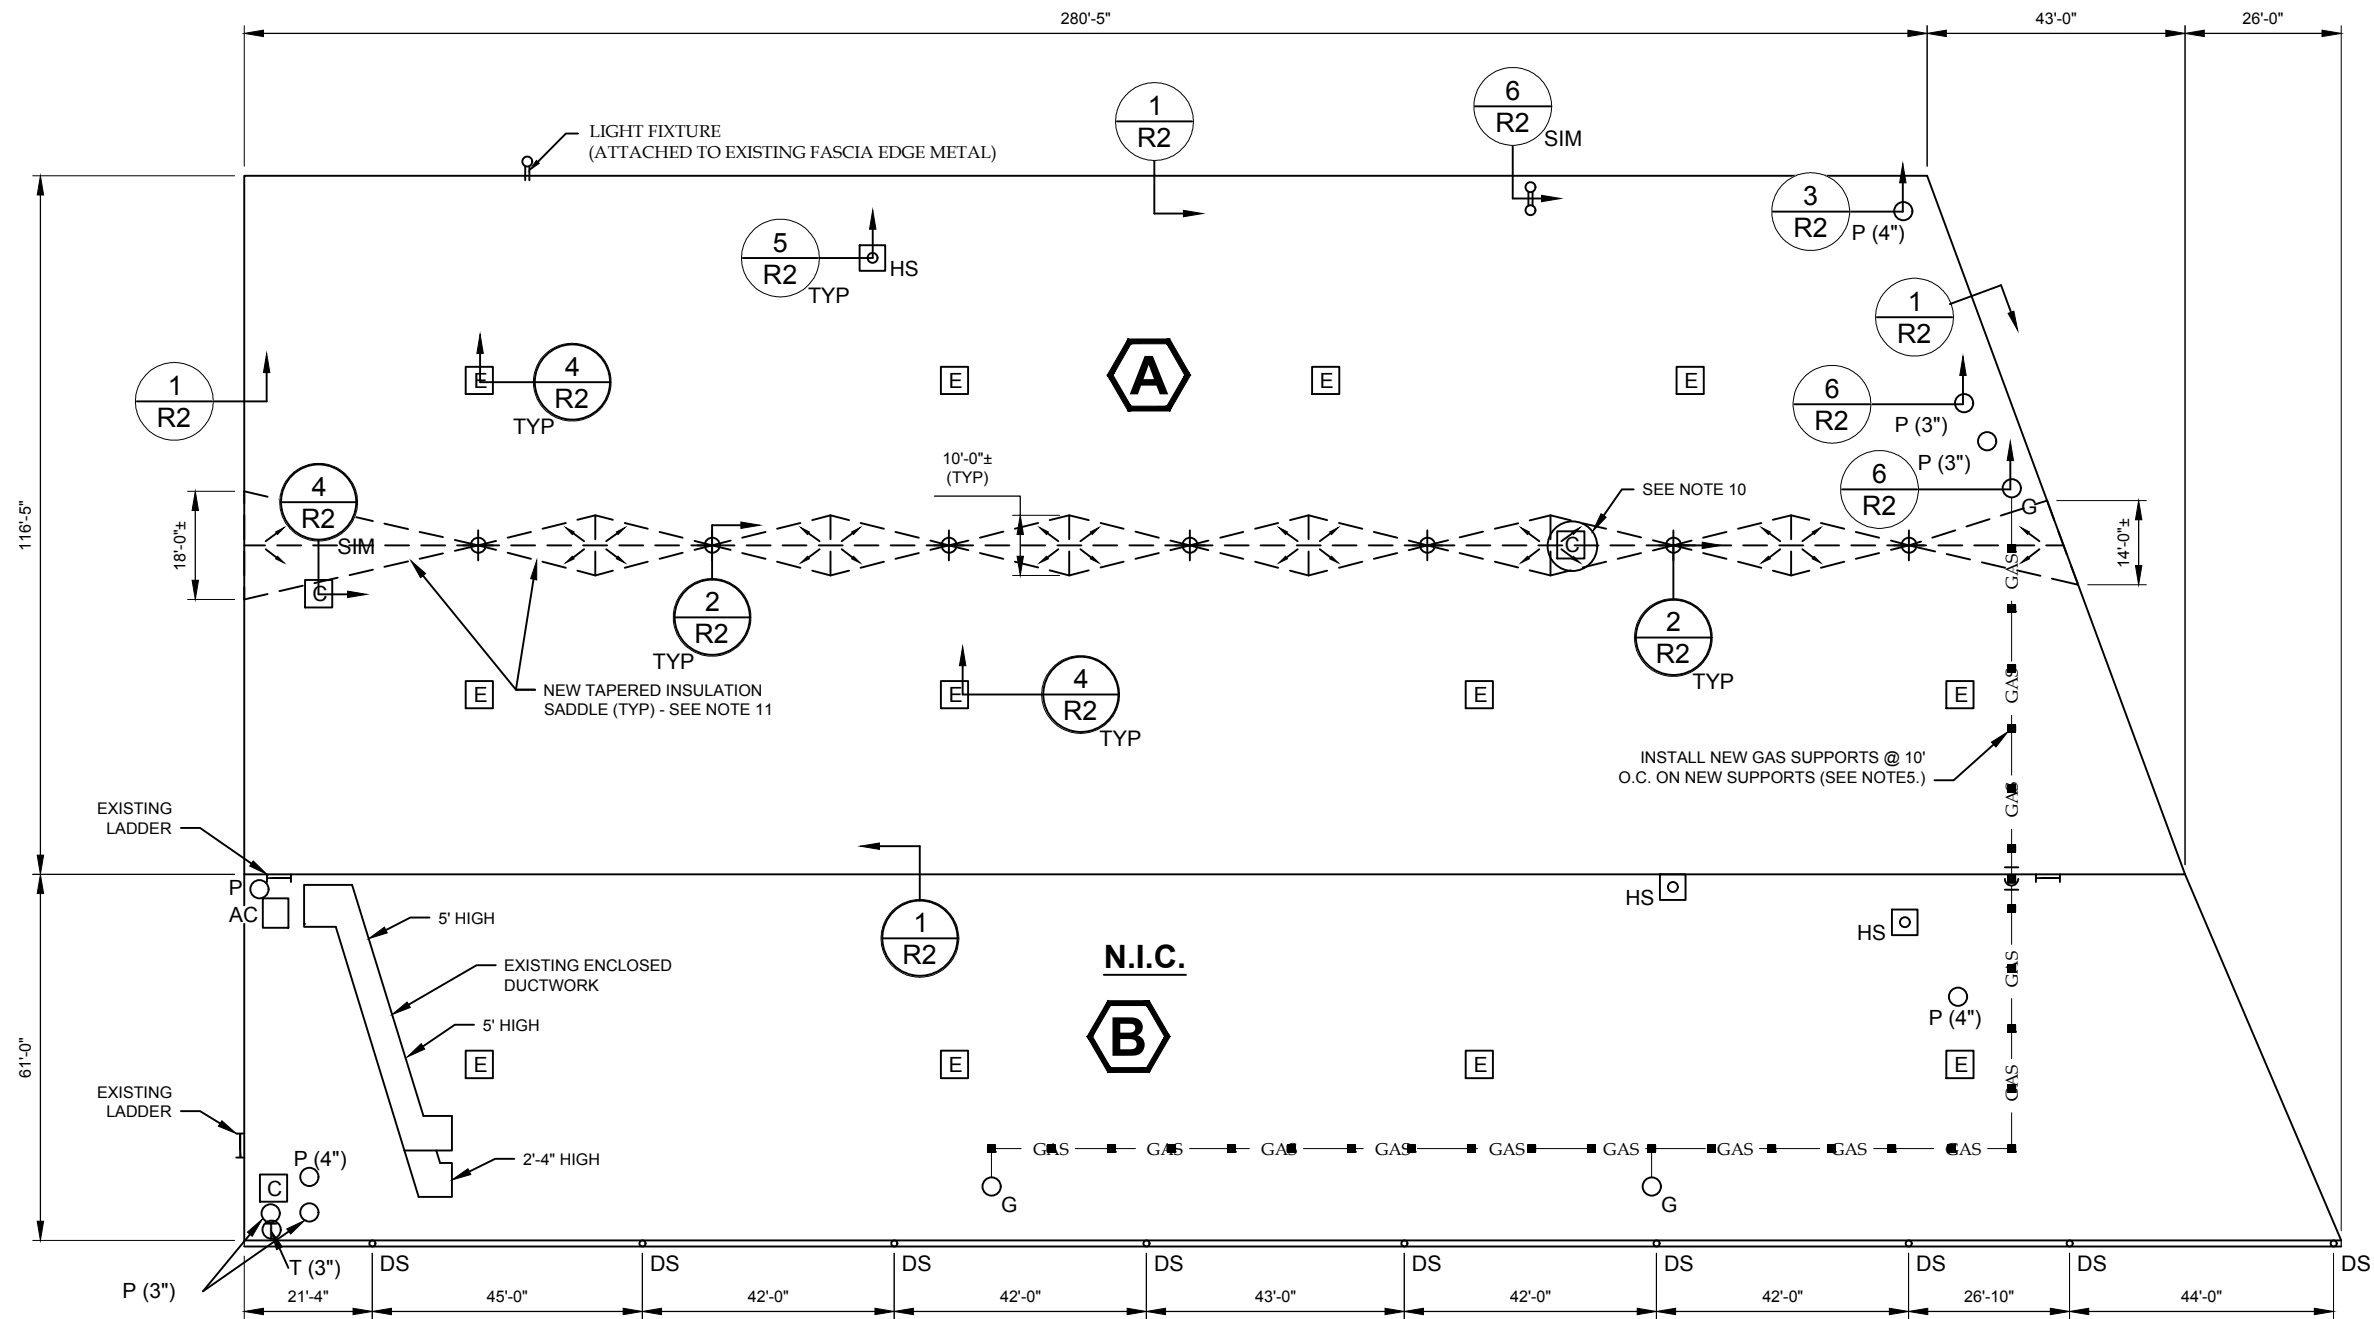 280'-5"
43'-0"
26'-0"
1
R2
6
R2
SIM
LIGHT FIXTURE
(ATTACHED TO EXISTING FASCIA EDGE METAL)
3
R2
P (4")
5
R2
TYP
HS
1
R2
1
R2
E
4
R2
TYP
E
A
E
E
6
R2
P (3")
P (3")
6
R2
116'-5"
18'-0"±
4
R2
SIM
C
10'-0"±
(TYP)
SEE NOTE 10
C
G
14'-0"±
GAS
2
R2
TYP
2
R2
TYP
E
NEW TAPERED INSULATION
SADDLE (TYP) - SEE NOTE 11
E
4
R2
TYP
E
E
GAS
INSTALL NEW GAS SUPPORTS @ 10'
O.C. ON NEW SUPPORTS (SEE NOTE5.)
GAS
EXISTING
LADDER
P
AC
5' HIGH
1
R2
HS
HS
EXISTING ENCLOSED
DUCTWORK
N.I.C.
GAS
5' HIGH
B
P (4")
61'-0"
E
E
E
E
GAS
EXISTING
LADDER
GAS
GAS
GAS
GAS
GAS
GAS
GAS
GAS
GAS
2'-4" HIGH
P (4")
C
G
G
T
T (3")
P (3")
DS
DS
DS
DS
DS
DS
DS
DS
DS
21'-4"
45'-0"
42'-0"
42'-0"
43'-0"
42'-0"
42'-0"
26'-10"
44'-0"